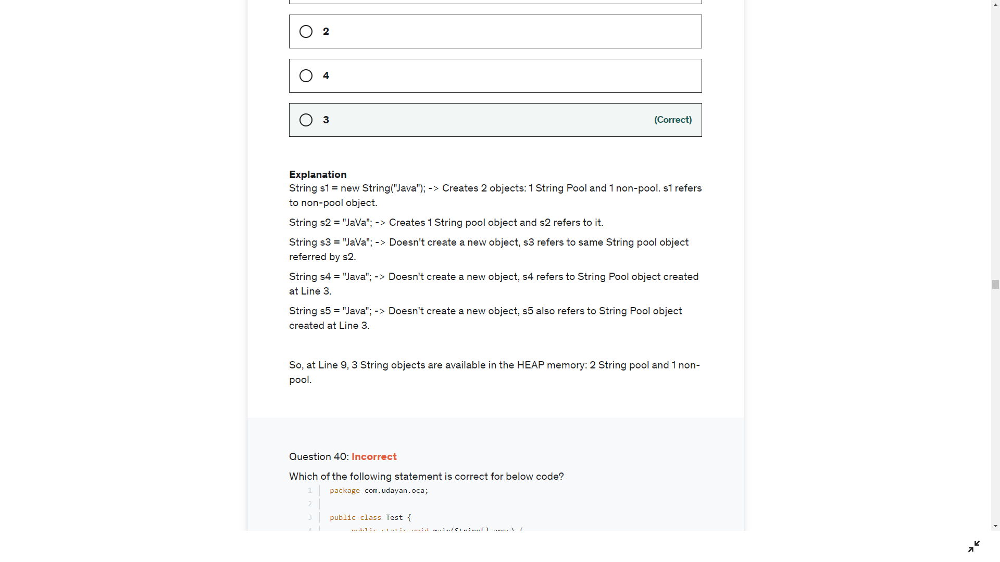 2
4
3
(Correct)
Explanation
String s1 = new String("Java"); -> Creates 2 objects: 1 String Pool and 1 non-pool. s1 refers
to non-pool object.
String s2 = "JaVa"; -> Creates 1 String pool object and s2 refers to it.
String s3 = "JaVa"; -> Doesn't create a new object, s3 refers to same String pool object
referred by s2.
String s4 = "Java"; -> Doesn't create a new object, s4 refers to String Pool object created
at Line 3.
String s5 = "Java"; -> Doesn't create a new object, s5 also refers to String Pool object
created at Line 3.
So, at Line 9, 3 String objects are available in the HEAP memory: 2 String pool and 1 non-
pool.
Question 40: Incorrect
Which of the following statement is correct for below code?
1 package com.udayan.oca;
2
3 public class Test {
4 public static void main(String[] args) {